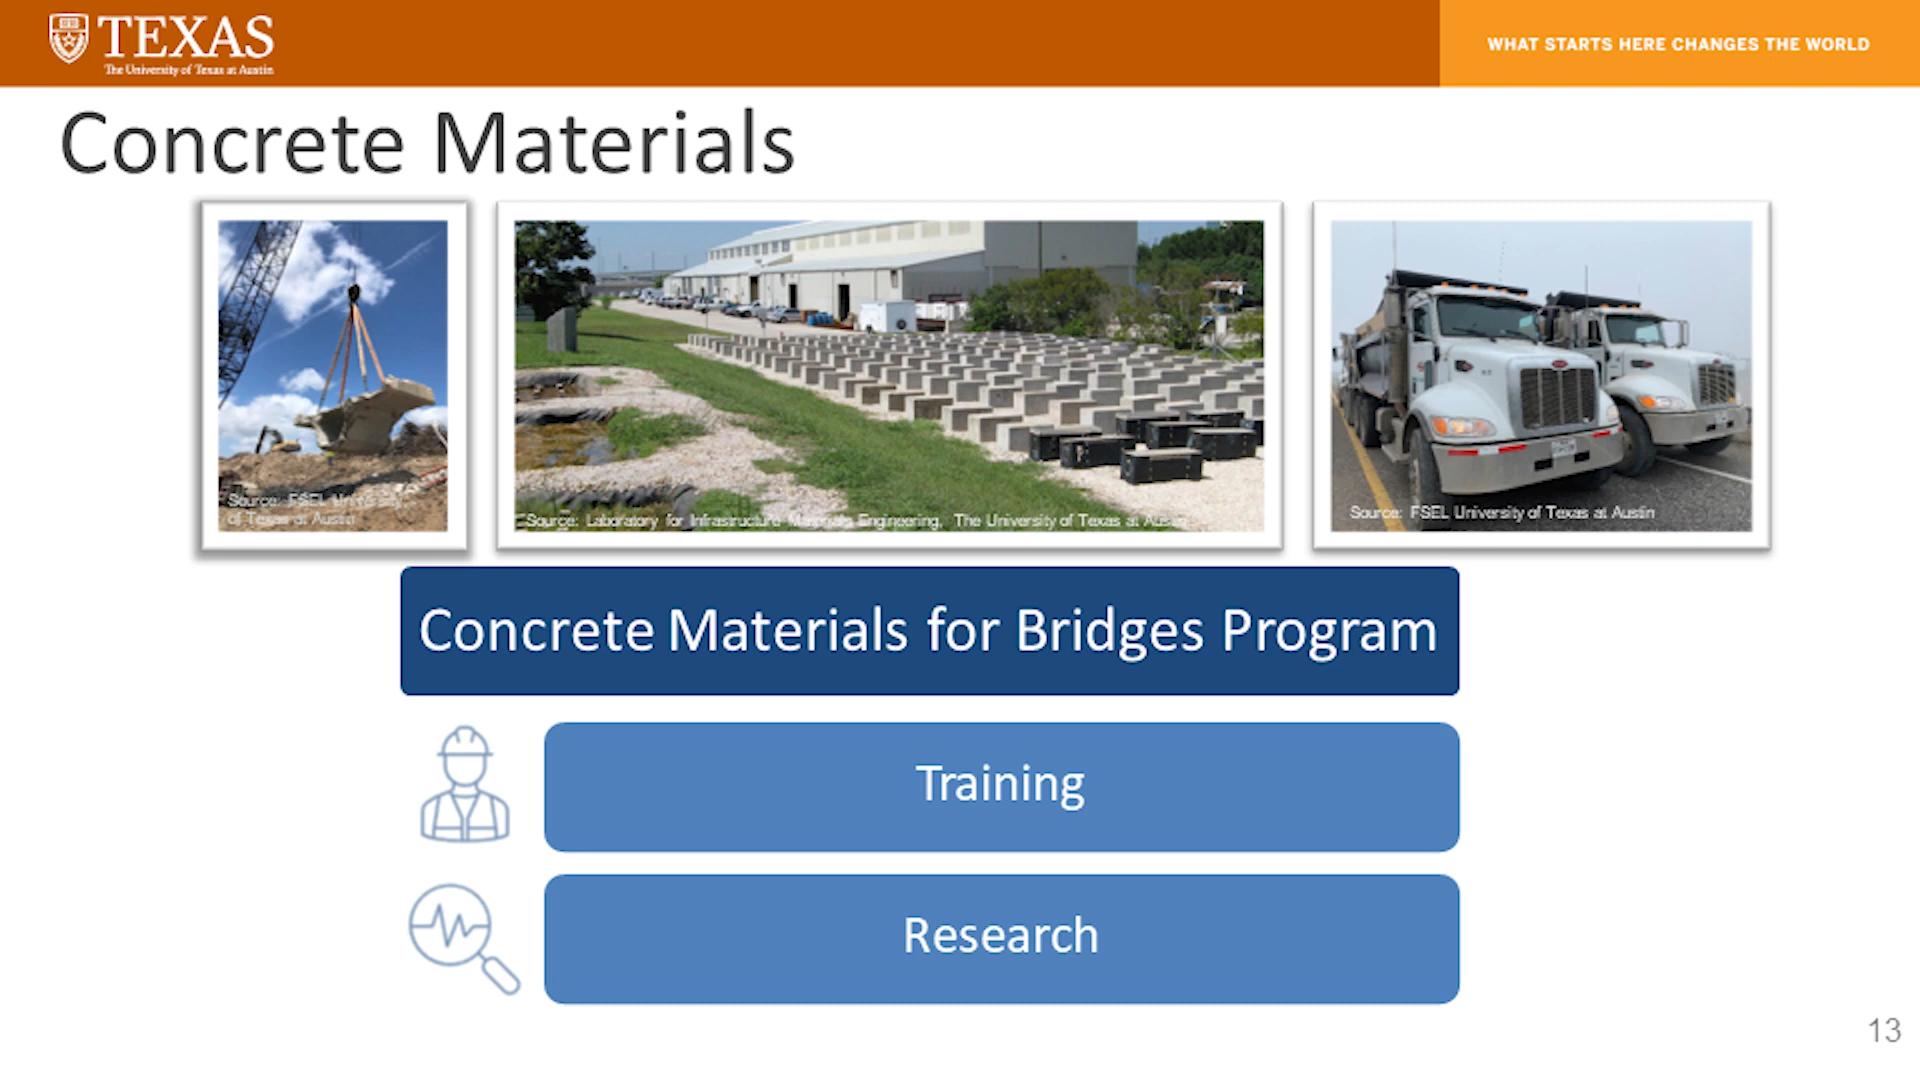 TEXAS
The University of Texas at Austin
WHAT STARTS HERE CHANGES THE WORLD
Concrete Materials
Source: FSEL University
of Texas at Austin
Source: Laboratory for Infrastructure Materials Engineering, The University of Texas at Austin
Source: FSEL University of Texas at Austin
Concrete Materials for Bridges Program
Training
Research
13